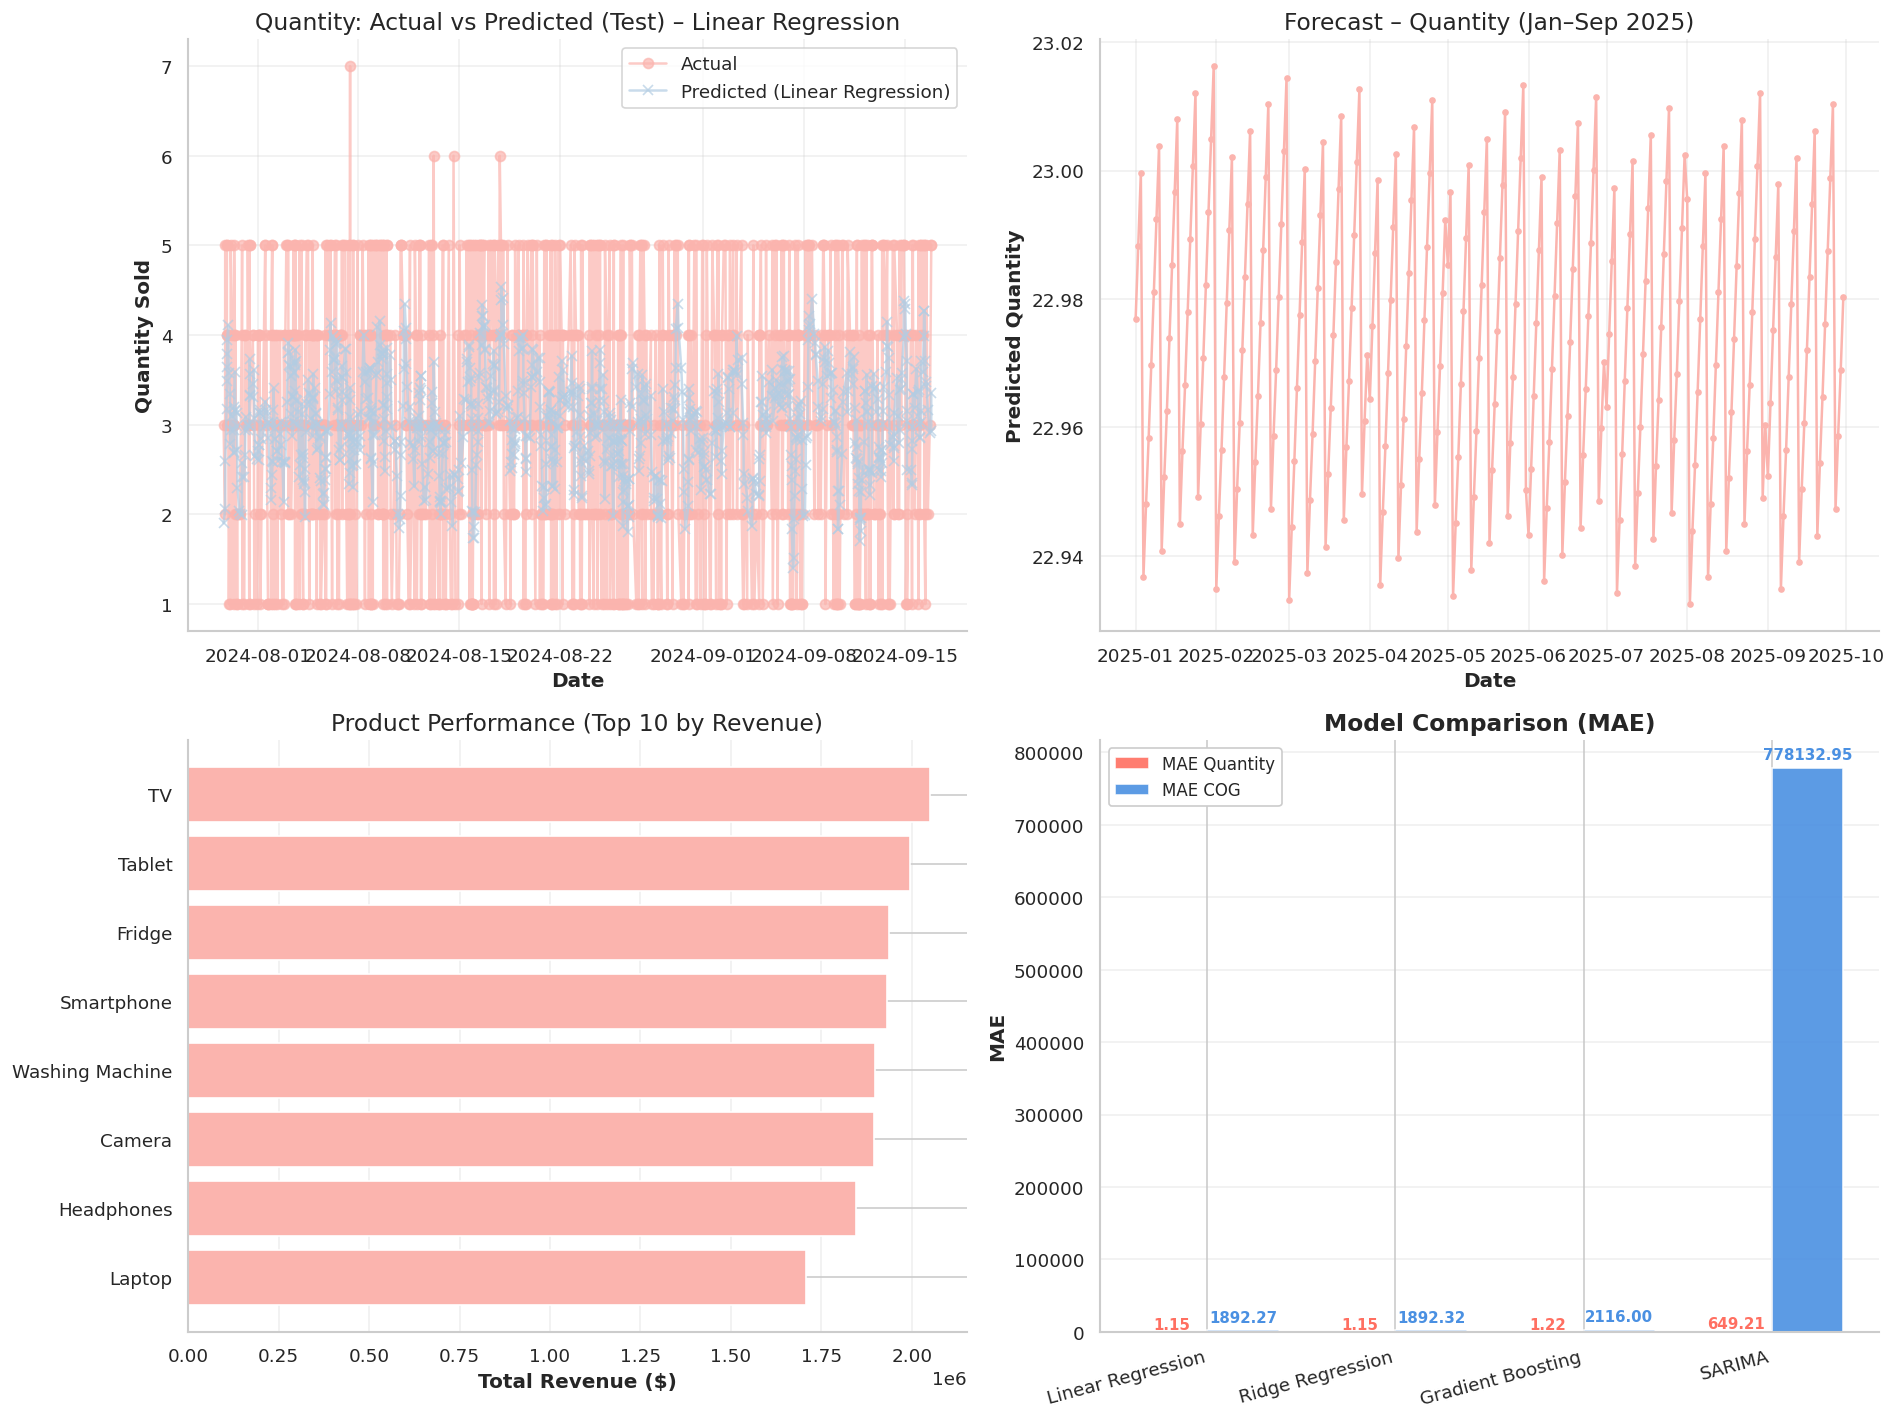 Quantity: Actual vs Predicted (Test) – Linear Regression
Actual
Predicted (Linear Regression)
7
6
5
4
3
2
1
Quantity Sold
2024-08-01
2024-08-08
2024-08-15
2024-08-22
2024-09-01
2024-09-08
2024-09-15
Date
Forecast – Quantity (Jan–Sep 2025)
23.02
23.00
22.98
22.96
22.94
Predicted Quantity
2025-01
2025-02
2025-03
2025-04
2025-05
2025-06
2025-07
2025-08
2025-09
2025-10
Date
Product Performance (Top 10 by Revenue)
TV
Tablet
Fridge
Smartphone
Washing Machine
Camera
Headphones
Laptop
0.00
0.25
0.50
0.75
1.00
1.25
1.50
1.75
2.00
1e6
Total Revenue ($)
Model Comparison (MAE)
MAE Quantity
MAE COG
800000
700000
600000
500000
400000
300000
200000
100000
0
MAE
1.15
1892.27
1.15
1892.32
1.22
2116.00
649.21
778132.95
Linear Regression
Ridge Regression
Gradient Boosting
SARIMA